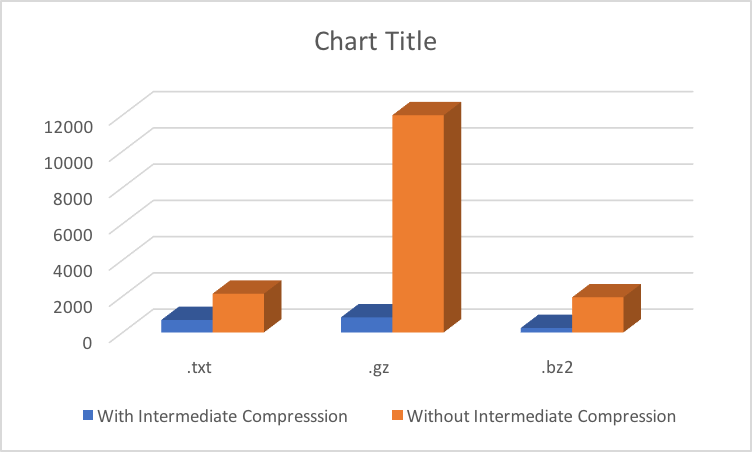 Chart Title
12000
10000
8000
6000
4000
2000
0
.txt .gz .bz2
With Intermediate Compresssion Without Intermediate Compression